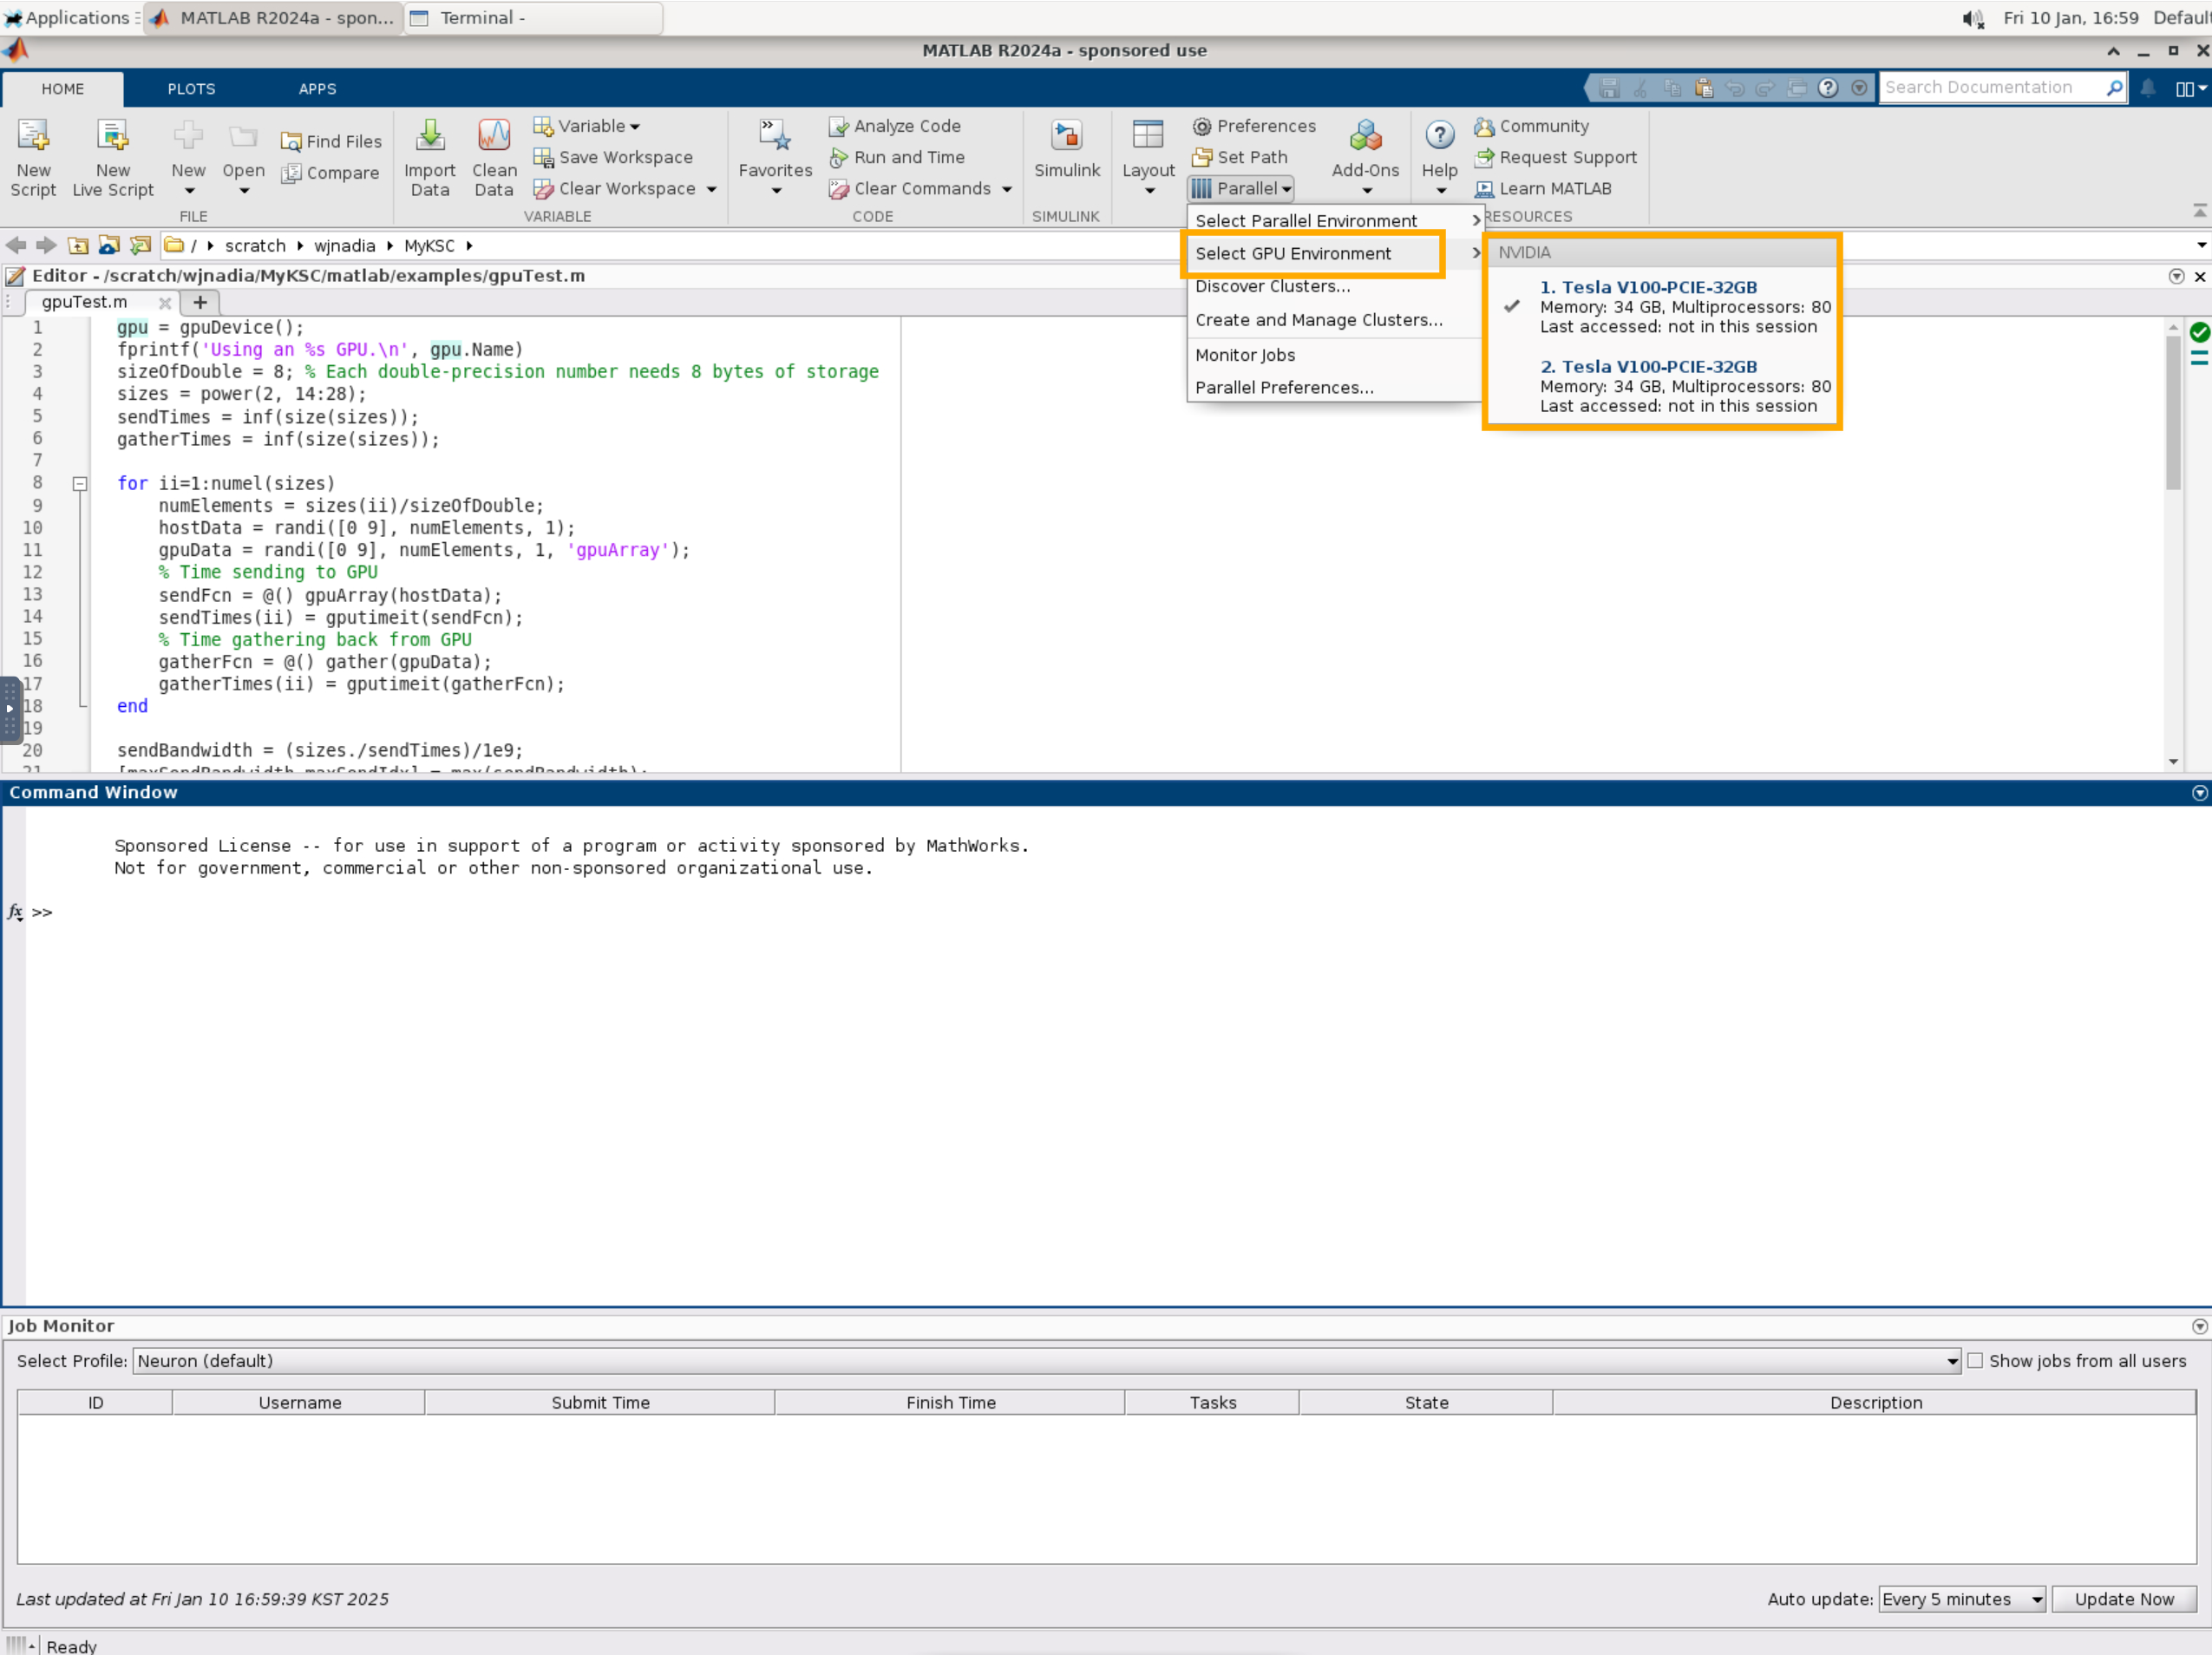 Applications
MATLAB R2024a - spon...
Terminal -
Fri 10 Jan, 16:59 Default
MATLAB R2024a - sponsored use
HOME PLOTS APPS
Search Documentation
New Script
New Live Script
New
Open
Find Files
Compare
FILE
Import Data
Clean Data
Variable
Save Workspace
Clear Workspace
VARIABLE
Favorites
Analyze Code
Run and Time
Clear Commands
CODE
Simulink
SIMULINK
Layout
Preferences
Set Path
Parallel
Add-Ons
Help
Community
Request Support
Learn MATLAB
RESOURCES
Select Parallel Environment
Select GPU Environment
Discover Clusters...
Create and Manage Clusters...
Monitor Jobs
Parallel Preferences...
NVIDIA
1. Tesla V100-PCIE-32GB
Memory: 34 GB, Multiprocessors: 80
Last accessed: not in this session
2. Tesla V100-PCIE-32GB
Memory: 34 GB, Multiprocessors: 80
Last accessed: not in this session
/ scratch wjnadia MyKSC
Editor - /scratch/wjnadia/MyKSC/matlab/examples/gpuTest.m
gpuTest.m +
1 gpu = gpuDevice();
2 fprintf('Using an %s GPU.\n', gpu.Name)
3 sizeOfDouble = 8; % Each double-precision number needs 8 bytes of storage
4 sizes = power(2, 14:28);
5 sendTimes = inf(size(sizes));
6 gatherTimes = inf(size(sizes));
7
8 for ii=1:numel(sizes)
9 numElements = sizes(ii)/sizeOfDouble;
10 hostData = randi([0 9], numElements, 1);
11 gpuData = randi([0 9], numElements, 1, 'gpuArray');
12 % Time sending to GPU
13 sendFcn = @() gpuArray(hostData);
14 sendTimes(ii) = gputimeit(sendFcn);
15 % Time gathering back from GPU
16 gatherFcn = @() gather(gpuData);
17 gatherTimes(ii) = gputimeit(gatherFcn);
18 end
19
20 sendBandwidth = (sizes./sendTimes)/1e9;
21 [maxSendBandwidth,maxSendIdx] = max(sendBandwidth);
Command Window
Sponsored License -- for use in support of a program or activity sponsored by MathWorks.
Not for government, commercial or other non-sponsored organizational use.
fx >>
Job Monitor
Select Profile: Neuron (default) Show jobs from all users
ID Username Submit Time Finish Time Tasks State Description
Last updated at Fri Jan 10 16:59:39 KST 2025
Auto update: Every 5 minutes Update Now
Ready